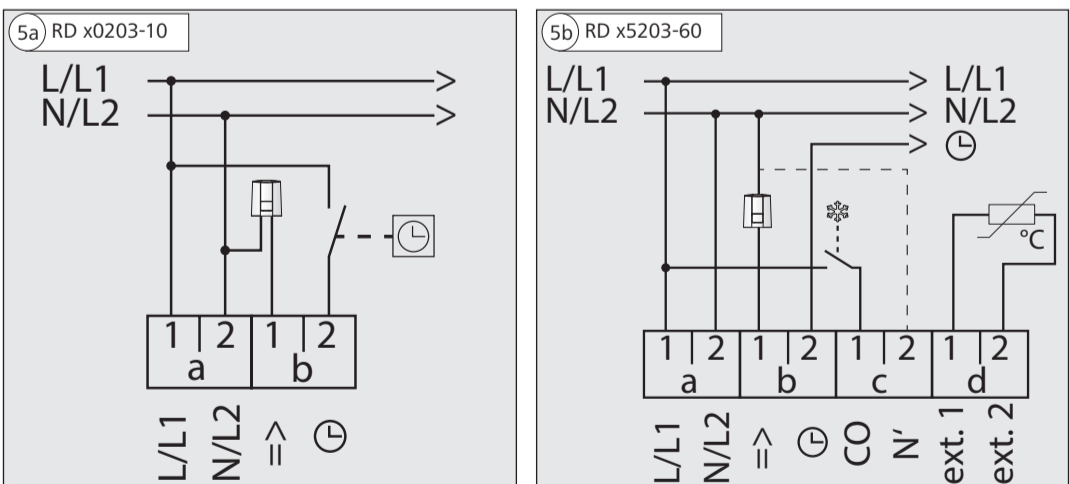 5a RD x0203-10
L/L1
N/L2
1 2 1 2
a b
L/L1 N/L2 =>
5b RD x5203-60
L/L1 L/L1
N/L2 N/L2
°C
1 2 1 2 1 2 1 2
a b c d
L/L1 N/L2 => CO N' ext. 1 ext. 2